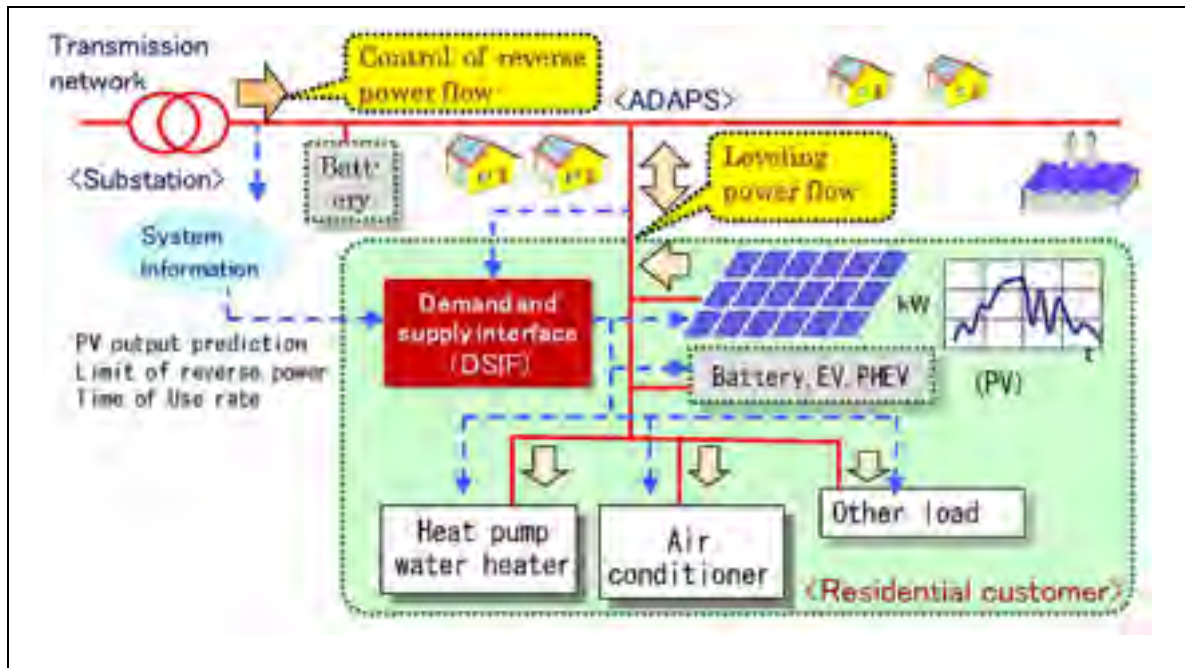 Transmission
network
Control of reverse
power flow
<ADAPS>
<Substation>
Batt-
ery
Leveling
power flow
System
information
Demand and
supply interface
(DSIF)
kW
t
PV output prediction
Limit of reverse power
Time of Use rate
Battery, EV, PHEV
(PV)
Heat pump
water heater
Air
conditioner
Other load
<Residential customer>